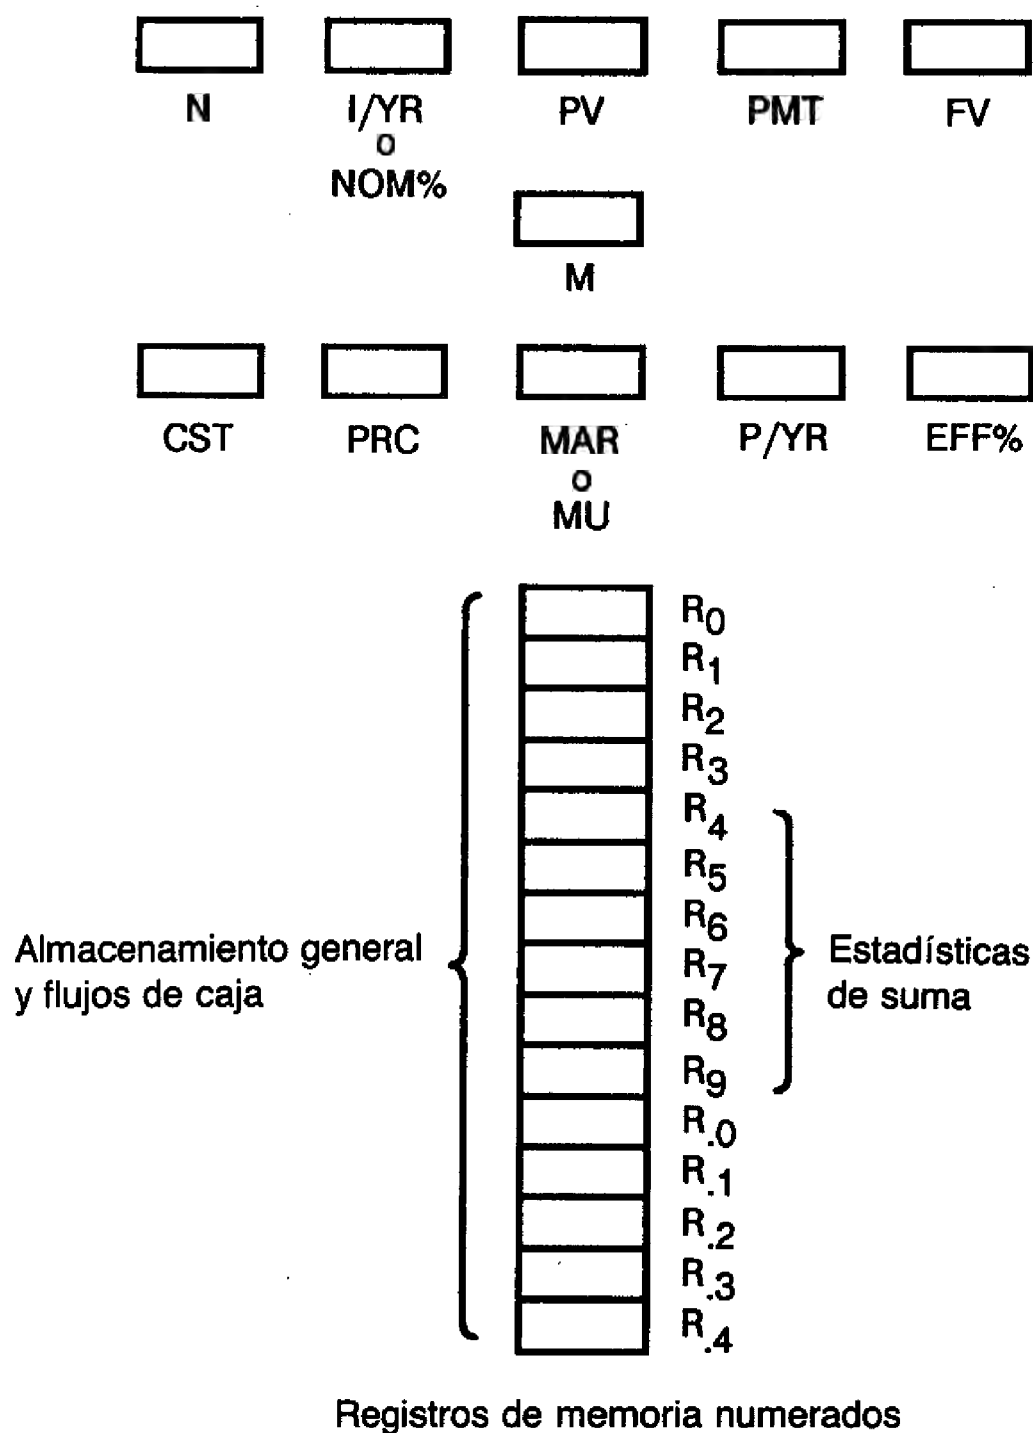 N I/YR PV PMT FV
o
NOM%
M
CST PRC MAR P/YR EFF%
o
MU
R0
R1
R2
R3
R4
R5
R6
Almacenamiento general
y flujos de caja
R7
Estadísticas
de suma
R8
R9
R.0
R.1
R.2
R.3
R.4
Registros de memoria numerados